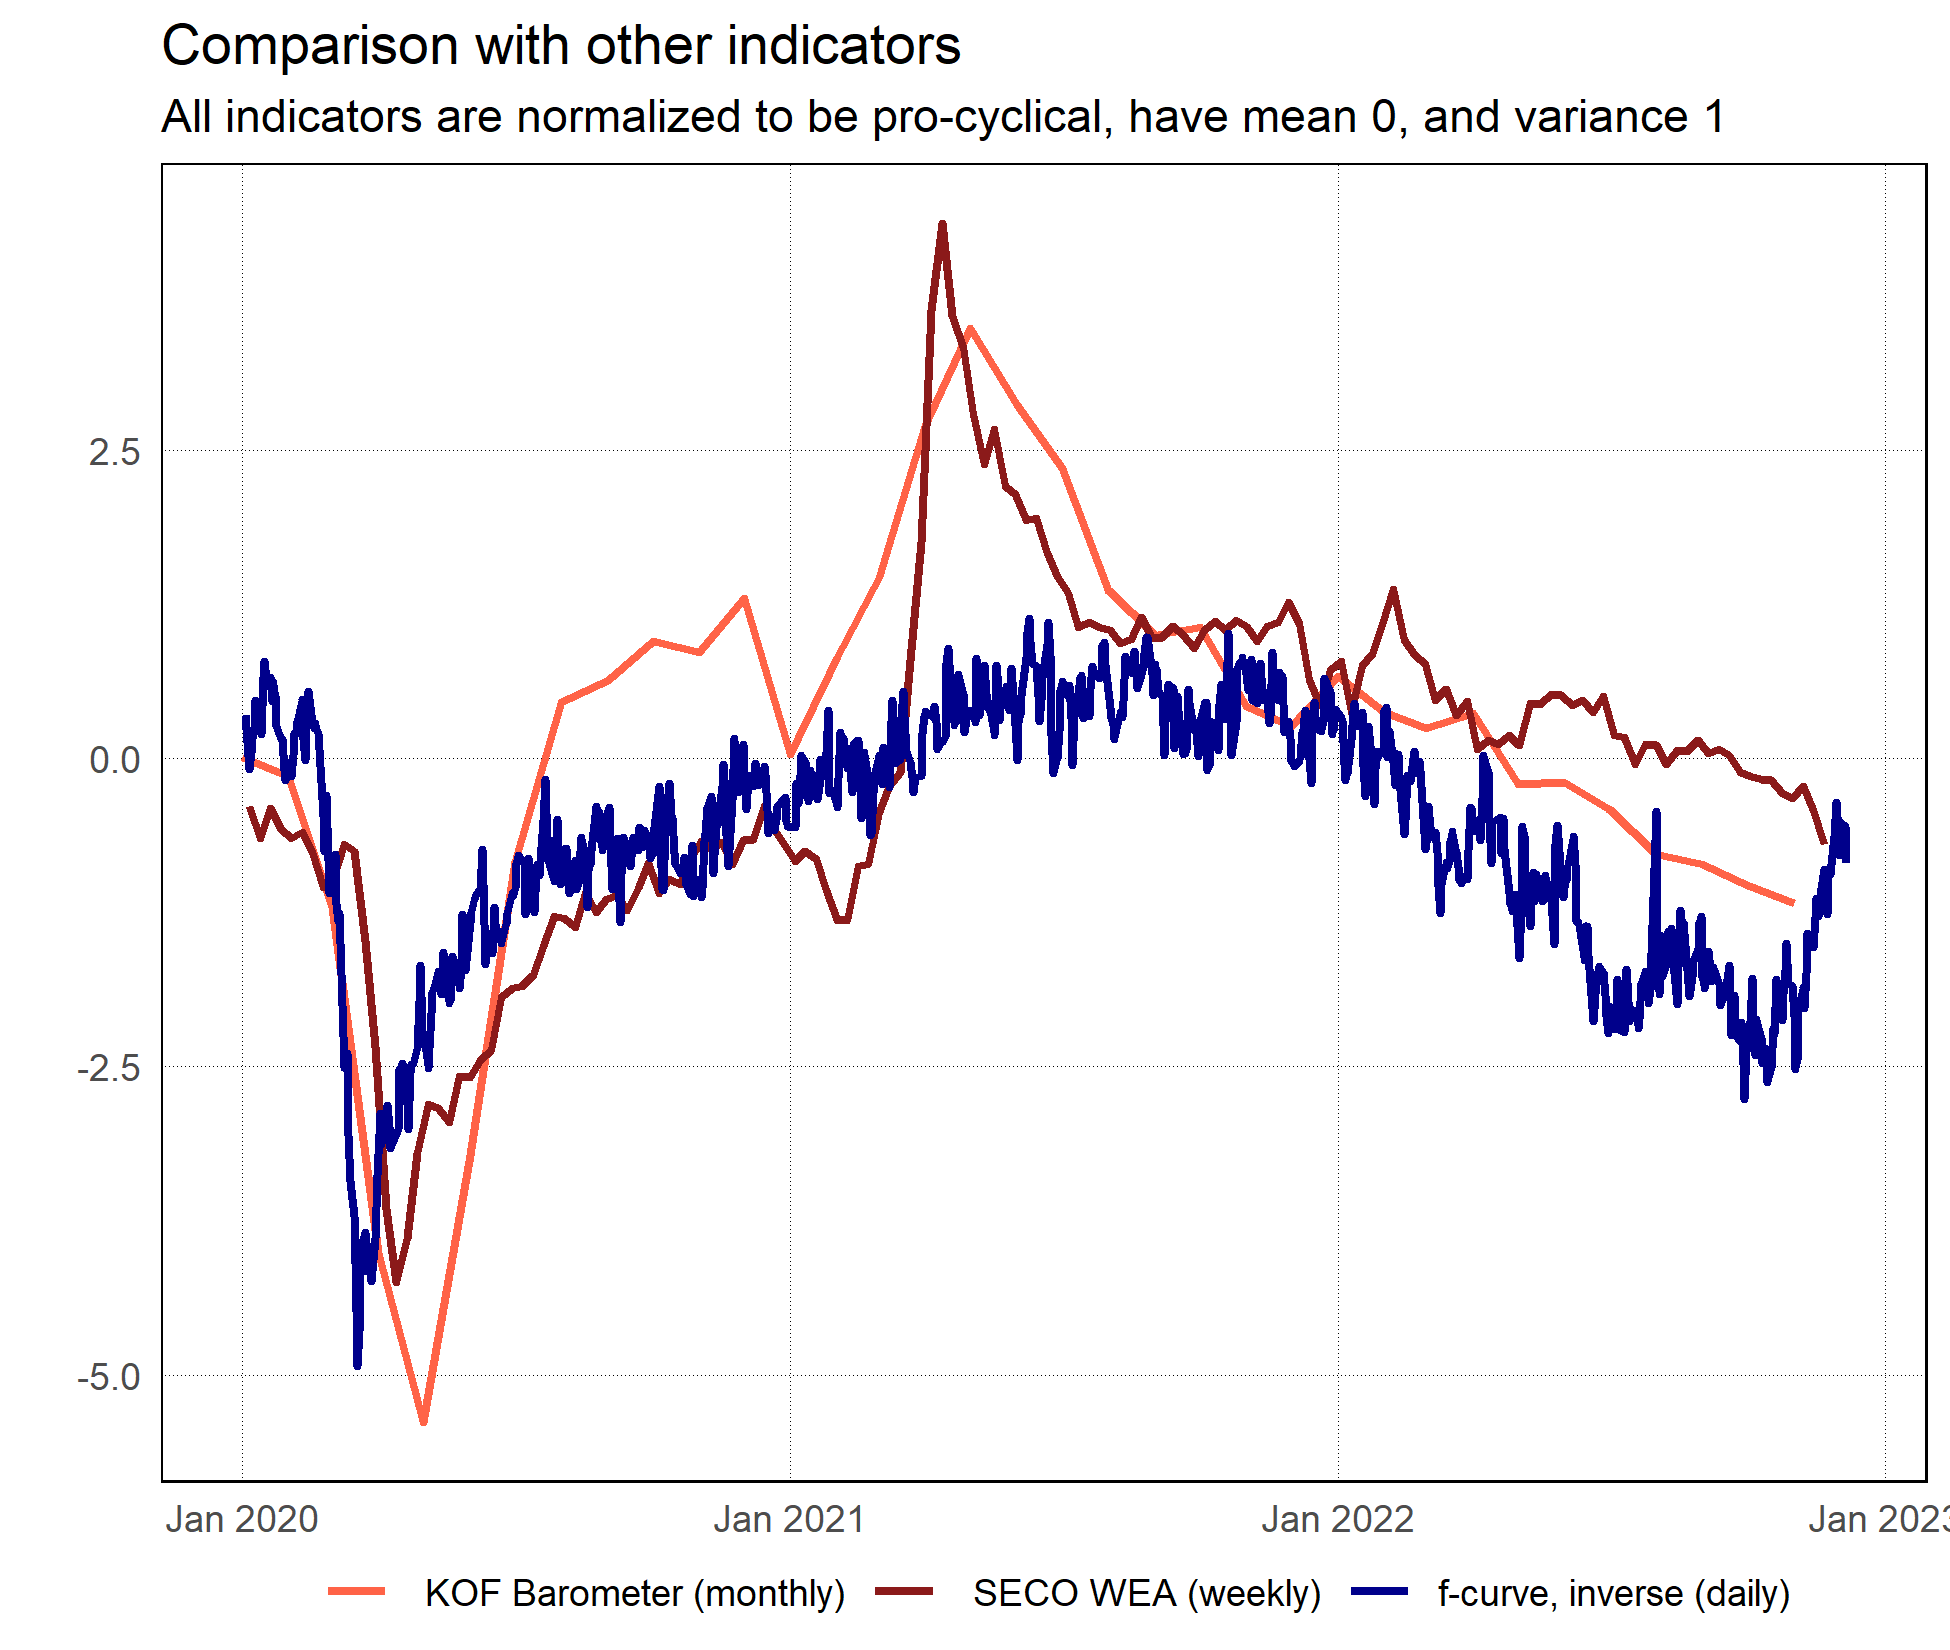 Comparison with other indicators
All indicators are normalized to be pro-cyclical, have mean 0, and variance 1
2.5
0.0
-2.5
-5.0
Jan 2020 Jan 2021 Jan 2022 Jan 2023
KOF Barometer (monthly) SECO WEA (weekly) f-curve, inverse (daily)